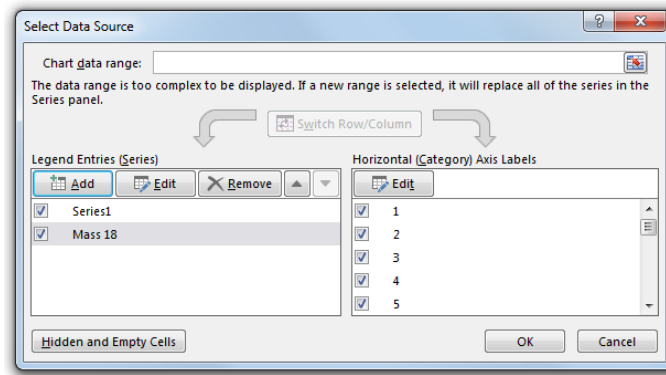 Select Data Source
?
Chart data range:
The data range is too complex to be displayed. If a new range is selected, it will replace all of the series in the
Series panel.
Switch Row/Column
Legend Entries (Series)
Horizontal (Category) Axis Labels
Add
Edit
Remove
Edit
Series1
1
Mass 18
2
3
4
5
Hidden and Empty Cells
OK
Cancel